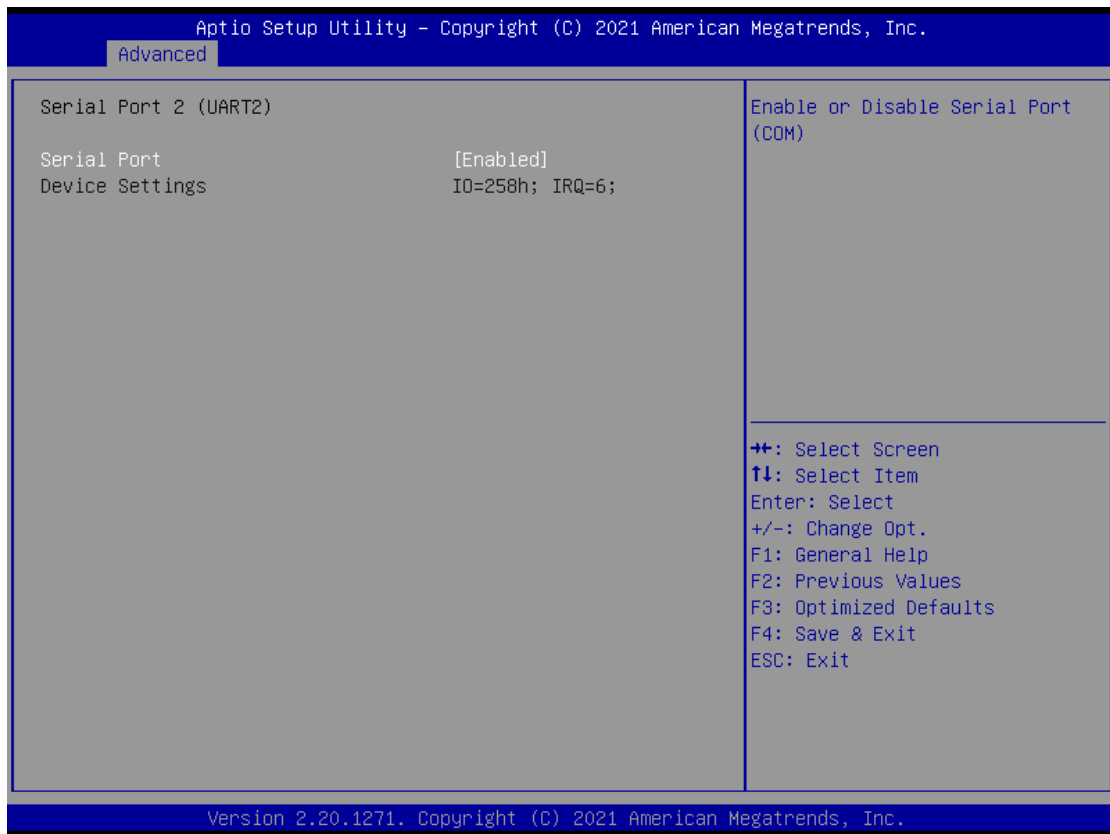 Aptio Setup Utility – Copyright (C) 2021 American Megatrends, Inc.
Advanced
Serial Port 2 (UART2)
Serial Port [Enabled]
Device Settings IO=258h; IRQ=6;
Enable or Disable Serial Port
(COM)
→←: Select Screen
↑↓: Select Item
Enter: Select
+/-: Change Opt.
F1: General Help
F2: Previous Values
F3: Optimized Defaults
F4: Save & Exit
ESC: Exit
Version 2.20.1271. Copyright (C) 2021 American Megatrends, Inc.